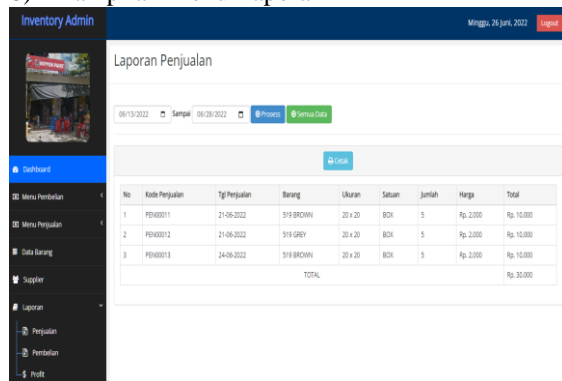 Inventory Admin
Minggu, 26 Juni, 2022
Logout
NIPPON PAINT
Laporan Penjualan
06/13/2022 Sampai 06/28/2022 Prosess Semua Data
Cetak
No Kode Penjualan Tgl Penjualan Barang Ukuran Satuan Jumlah Harga Total
1 PEN00011 21-06-2022 519 BROWN 20 x 20 BOX 5 Rp. 2,000 Rp. 10,000
2 PEN00012 21-06-2022 519 GREY 20 x 20 BOX 5 Rp. 2,000 Rp. 10,000
3 PEN00013 24-06-2022 519 BROWN 20 x 20 BOX 5 Rp. 2,000 Rp. 10,000
TOTAL Rp. 30,000
Dashboard
Menu Pembelian
Menu Penjualan
Data Barang
Supplier
Laporan
Penjualan
Pembelian
Profit